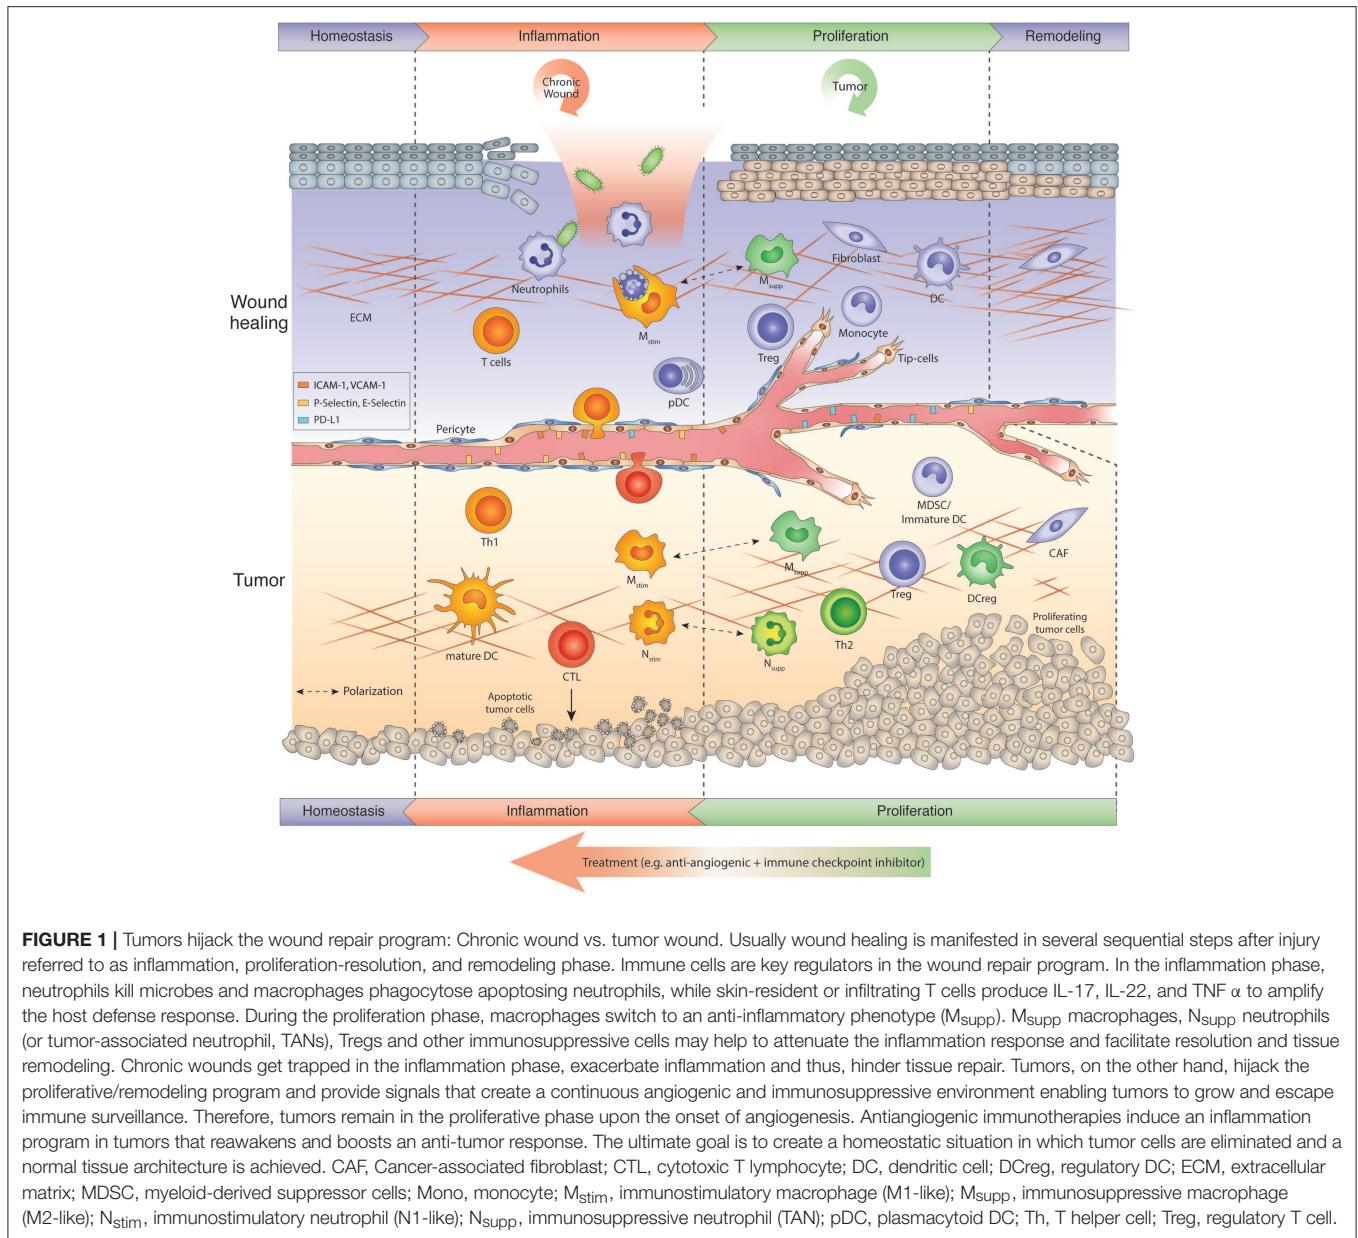 Homeostasis
Inflammation
Proliferation
Remodeling
Chronic
Wound
Tumor
Wound
healing
ECM
Neutrophils
T cells
Mstim
Msupp
Fibroblast
DC
Monocyte
Treg
Tip-cells
pDC
ICAM-1, VCAM-1
P-Selectin, E-Selectin
PD-L1
Pericyte
Tumor
Th1
Mstim
Msupp
MDSC/
Immature DC
CAF
Treg
DCreg
mature DC
Nstim
Nsupp
Th2
Proliferating
tumor cells
CTL
Polarization
Apoptotic
tumor cells
Homeostasis
Inflammation
Proliferation
Treatment (e.g. anti-angiogenic + immune checkpoint inhibitor)
FIGURE 1 | Tumors hijack the wound repair program: Chronic wound vs. tumor wound. Usually wound healing is manifested in several sequential steps after injury
referred to as inflammation, proliferation-resolution, and remodeling phase. Immune cells are key regulators in the wound repair program. In the inflammation phase,
neutrophils kill microbes and macrophages phagocytose apoptosing neutrophils, while skin-resident or infiltrating T cells produce IL-17, IL-22, and TNF α to amplify
the host defense response. During the proliferation phase, macrophages switch to an anti-inflammatory phenotype (Msupp). Msupp macrophages, Nsupp neutrophils
(or tumor-associated neutrophil, TANs), Tregs and other immunosuppressive cells may help to attenuate the inflammation response and facilitate resolution and tissue
remodeling. Chronic wounds get trapped in the inflammation phase, exacerbate inflammation and thus, hinder tissue repair. Tumors, on the other hand, hijack the
proliferative/remodeling program and provide signals that create a continuous angiogenic and immunosuppressive environment enabling tumors to grow and escape
immune surveillance. Therefore, tumors remain in the proliferative phase upon the onset of angiogenesis. Antiangiogenic immunotherapies induce an inflammation
program in tumors that reawakens and boosts an anti-tumor response. The ultimate goal is to create a homeostatic situation in which tumor cells are eliminated and a
normal tissue architecture is achieved. CAF, Cancer-associated fibroblast; CTL, cytotoxic T lymphocyte; DC, dendritic cell; DCreg, regulatory DC; ECM, extracellular
matrix; MDSC, myeloid-derived suppressor cells; Mono, monocyte; Mstim, immunostimulatory macrophage (M1-like); Msupp, immunosuppressive macrophage
(M2-like); Nstim, immunostimulatory neutrophil (N1-like); Nsupp, immunosuppressive neutrophil (TAN); pDC, plasmacytoid DC; Th, T helper cell; Treg, regulatory T cell.